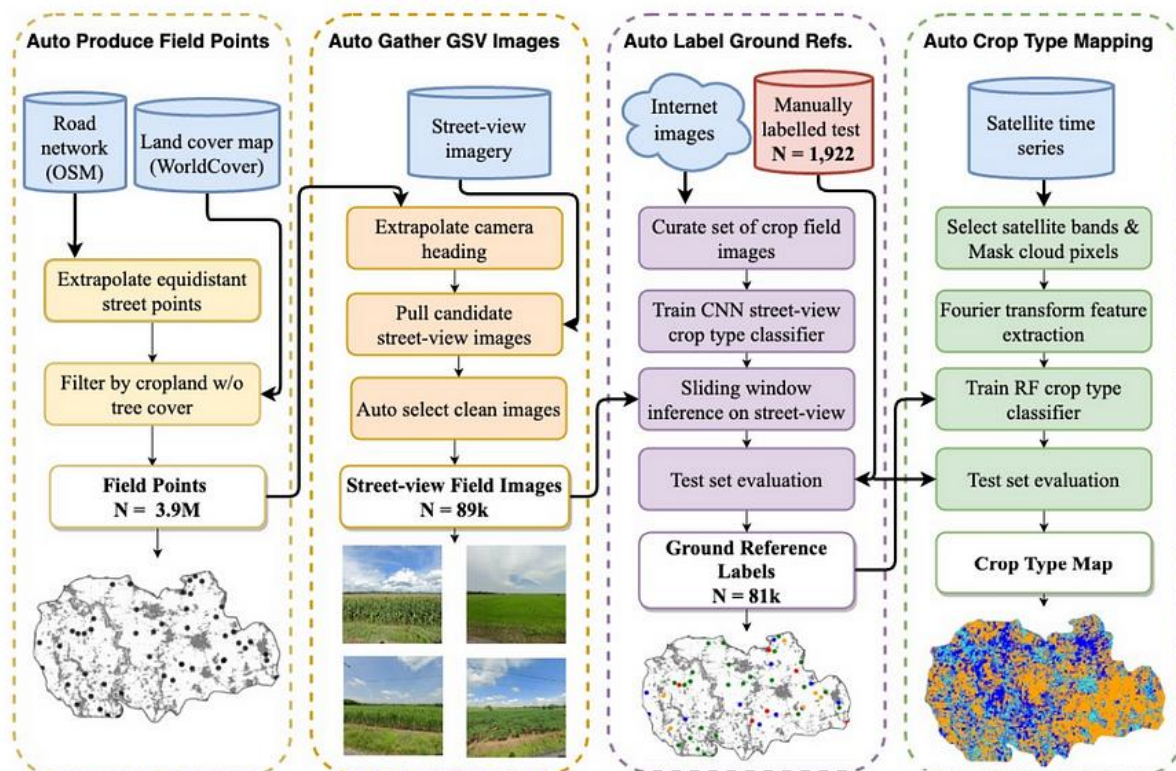 Auto Produce Field Points
Road
network
(OSM)
Land cover map
(WorldCover)
Extrapolate equidistant
street points
Filter by cropland w/o
tree cover
Field Points
N = 3.9M
Auto Gather GSV Images
Street-view
imagery
Extrapolate camera
heading
Pull candidate
street-view images
Auto select clean images
Street-view Field Images
N = 89k
Auto Label Ground Refs.
Internet
images
Manually
labelled test
N = 1,922
Curate set of crop field
images
Train CNN street-view
crop type classifier
Sliding window
inference on street-view
Test set evaluation
Ground Reference
Labels
N = 81k
Auto Crop Type Mapping
Satellite time
series
Select satellite bands &
Mask cloud pixels
Fourier transform feature
extraction
Train RF crop type
classifier
Test set evaluation
Crop Type Map